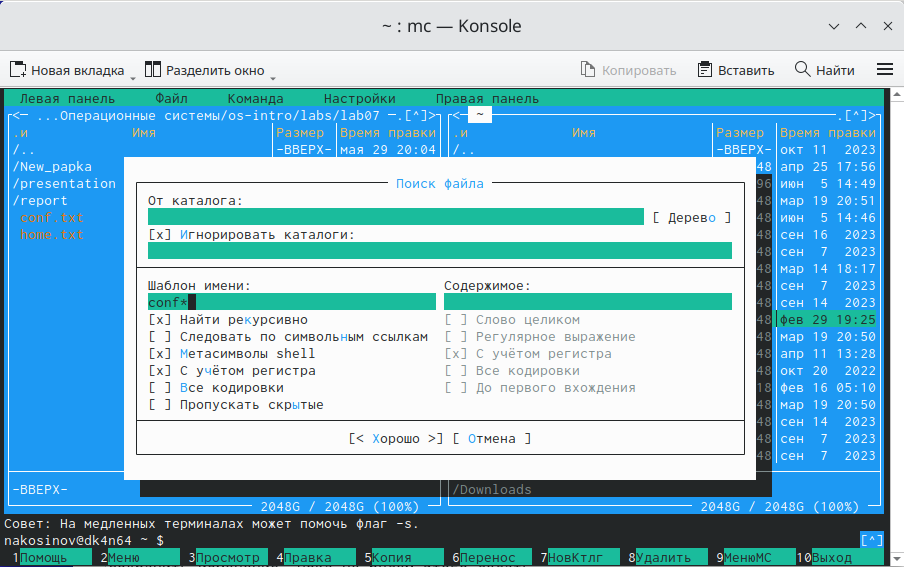 ~ : mc — Konsole
Новая вкладка Разделить окно Копировать Вставить Найти
Левая панель Файл Команда Настройки Правая панель
<— ...Операционные системы/os-intro/labs/lab07 —.[^]> <— ~ —.[^]>
.и Имя Размер Время правки .и Имя Размер Время правки
/.. -ВВЕРХ- мая 29 20:04 /.. -ВВЕРХ- окт 11 2023
/New_papka 48 апр 25 17:56
/presentation Поиск файла 96 июн 5 14:49
/report От каталога: 48 мар 19 20:51
conf.txt [ Дерево ] 48 июн 5 14:46
home.txt [x] Игнорировать каталоги: 48 сен 16 2023
48 сен 7 2023
48 мар 14 18:17
Шаблон имени: Содержимое: 48 сен 7 2023
conf* 48 сен 14 2023
[x] Найти рекурсивно [ ] Слово целиком 48 фев 29 19:25
[ ] Следовать по символьным ссылкам [ ] Регулярное выражение 48 мар 19 20:50
[x] Метасимволы shell [x] С учётом регистра 48 апр 11 13:28
[x] С учётом регистра [ ] Все кодировки 48 окт 20 2022
[ ] Все кодировки [ ] До первого вхождения 18 фев 16 05:10
[ ] Пропускать скрытые 48 мар 19 20:50
48 сен 14 2023
[< Хорошо >] [ Отмена ] 48 сен 7 2023
48 сен 7 2023
-ВВЕРХ- /Downloads
2048G / 2048G (100%) 2048G / 2048G (100%)
Совет: На медленных терминалах может помочь флаг -s.
nakosinov@dk4n64 ~ $ [^]
1Помощь 2Меню 3Просмотр 4Правка 5Копия 6Перенос 7НовКтлг 8Удалить 9МенюMC 10Выход